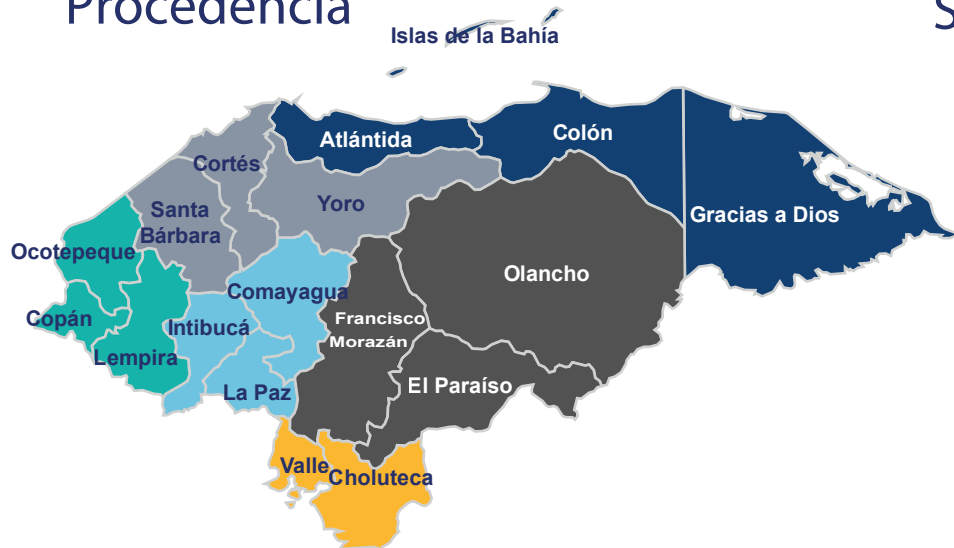 Procedencia
S
Islas de la Bahía
Atlántida
Colón
Cortés
Yoro
Santa
Bárbara
Gracias a Dios
Ocotepeque
Olancho
Comayagua
Copán
Intibucá
Francisco
Morazán
Lempira
La Paz
El Paraíso
Valle
Choluteca